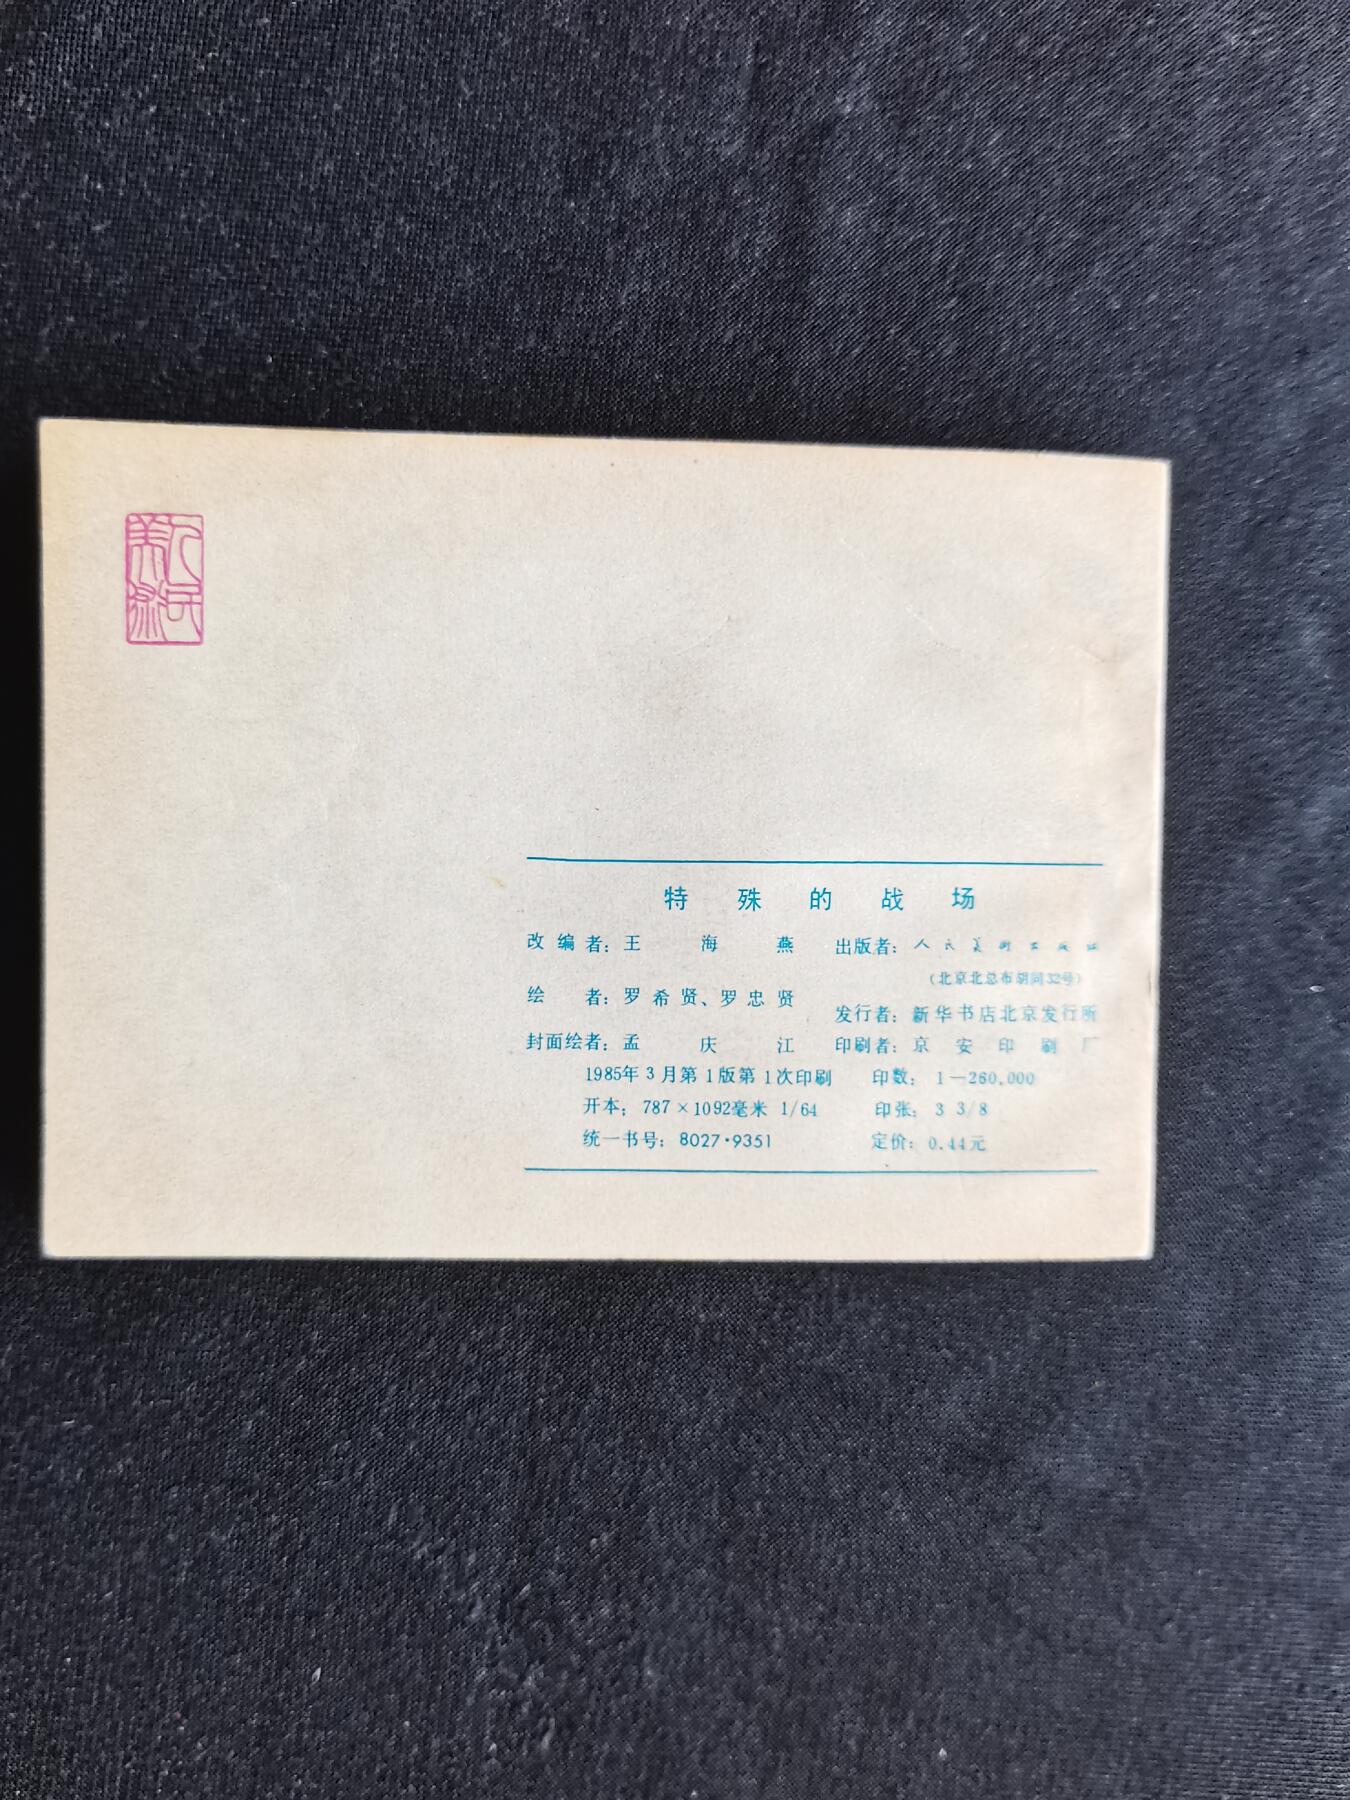 人民美术
特殊的战场
改编者：王海燕 出版者：人民美术出版社
（北京北总布胡同32号）
绘者：罗希贤、罗忠贤
发行者：新华书店北京发行所
封面绘者：孟庆江 印刷者：京安印刷厂
1985年3月第1版第1次印刷 印数：1—260,000
开本：787×1092毫米 1/64 印张：3 3/8
统一书号：8027·9351 定价：0.44元